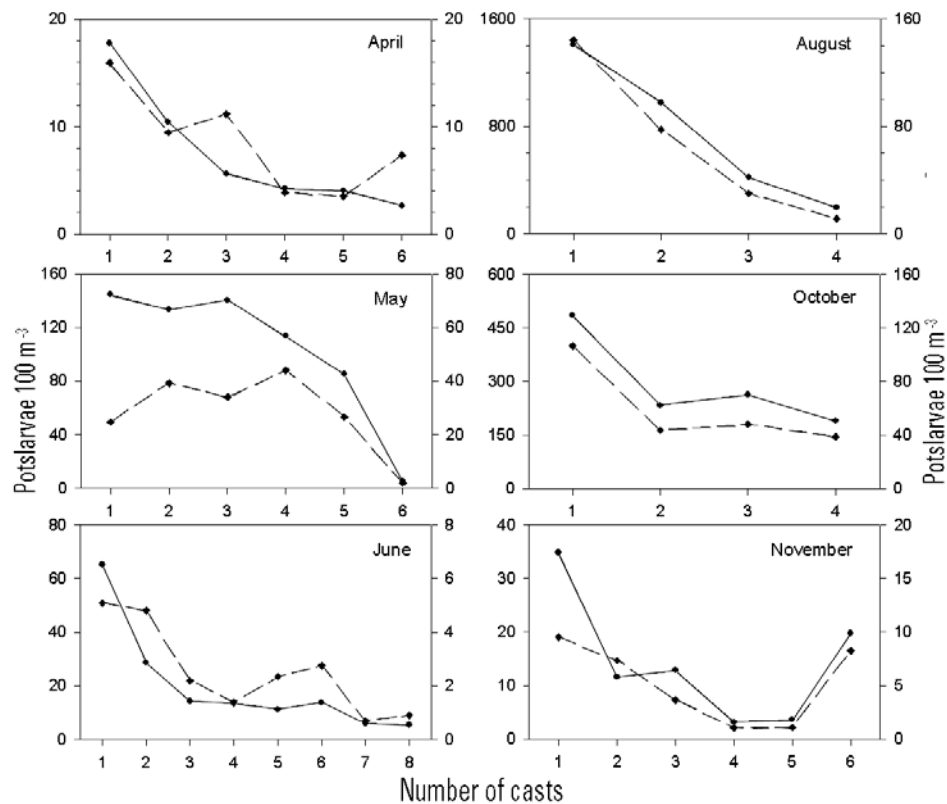 20 20 1600 160
April August
10 10 800 80
0 0 0 0
1 2 3 4 5 6 1 2 3 4
160 80 600 160
May October
120 60 450 120
80 40 300 80
40 20 150 40
0 0 0 0
1 2 3 4 5 6 1 2 3 4
80 8 40 20
June November
60 6 30 15
40 4 20 10
20 2 10 5
0 0 0 0
1 2 3 4 5 6 7 8 1 2 3 4 5 6
Potslarvae 100 m⁻³
Potslarvae 100 m⁻³
Number of casts